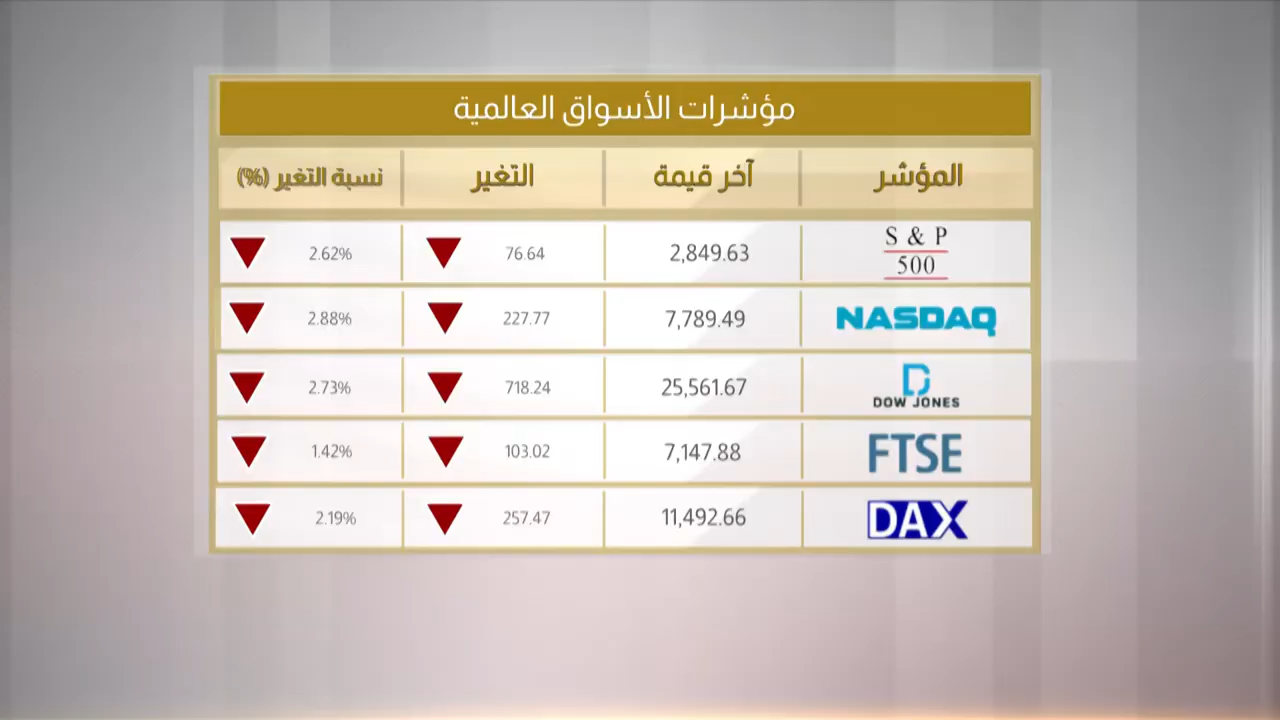 مؤشرات الأسواق العالمية
المؤشر آخر قيمة التغير نسبة التغير (%)
S & P 500 2,849.63 76.64 2.62%
NASDAQ 7,789.49 227.77 2.88%
DOW JONES 25,561.67 718.24 2.73%
FTSE 7,147.88 103.02 1.42%
DAX 11,492.66 257.47 2.19%